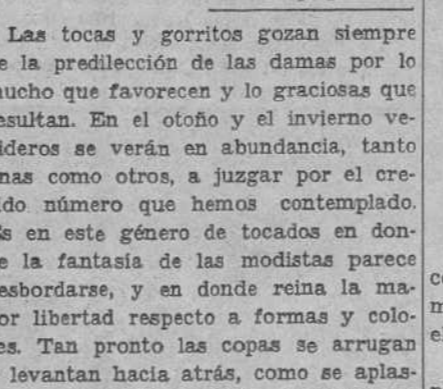 Las tocas y gorritos gozan siempre
e la predilección de las damas por lo
ucho que favorecen y lo graciosas que
esultan. En el otoño y el invierno ve-
ideros se verán en abundancia, tanto
nas como otros, a juzgar por el cre-
ido número que hemos contemplado.
s en este género de tocados en don-
e la fantasía de las modistas parece
esbordarse, y en donde reina la ma-
or libertad respecto a formas y colo-
es. Tan pronto las copas se arrugan
levantan hacia atrás, como se aplas-
c
m
e